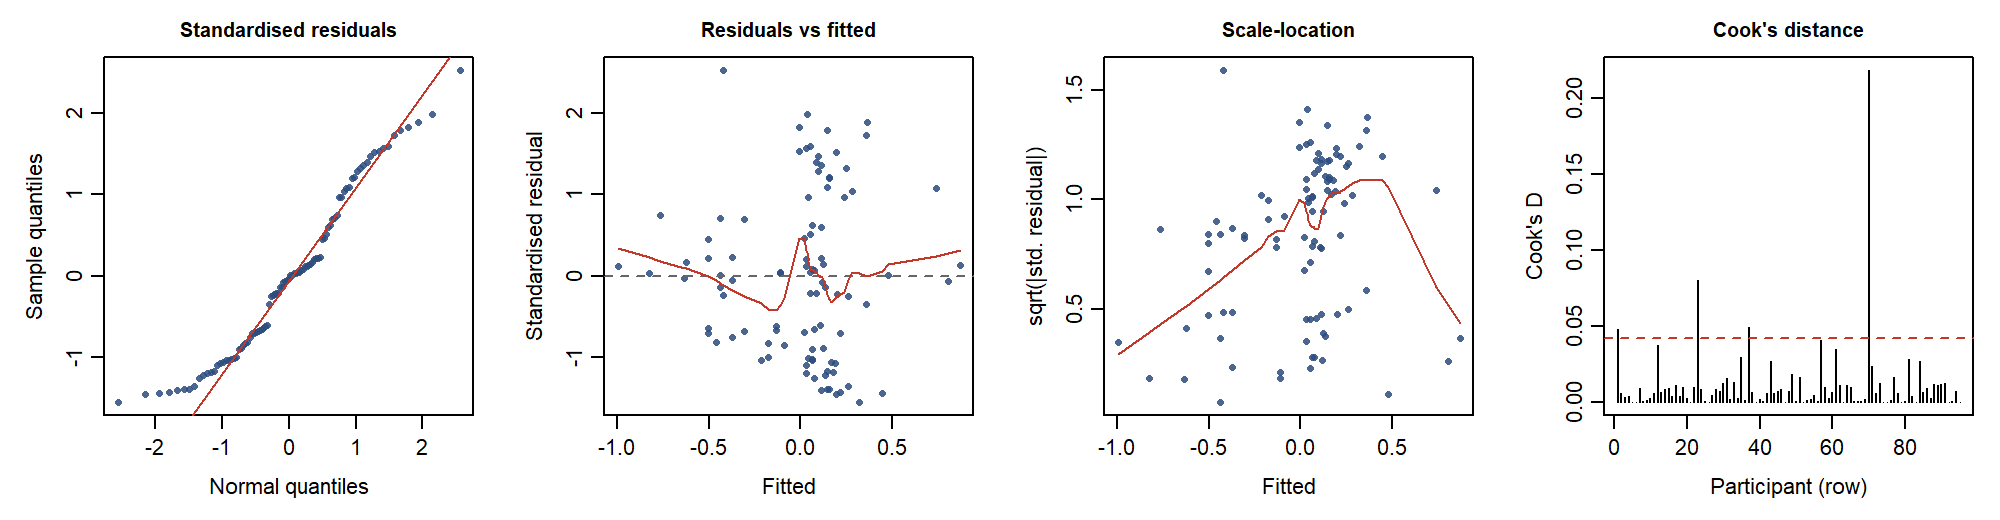 Standardised residuals
Sample quantiles
2
1
0
-1
-2
-1
0
1
2
Normal quantiles
Residuals vs fitted
Standardised residual
2
1
0
-1
-1.0
-0.5
0.0
0.5
Fitted
Scale-location
sqrt(|std. residual|)
1.5
1.0
0.5
-1.0
-0.5
0.0
0.5
Fitted
Cook's distance
Cook's D
0.20
0.15
0.10
0.05
0.00
0
20
40
60
80
Participant (row)